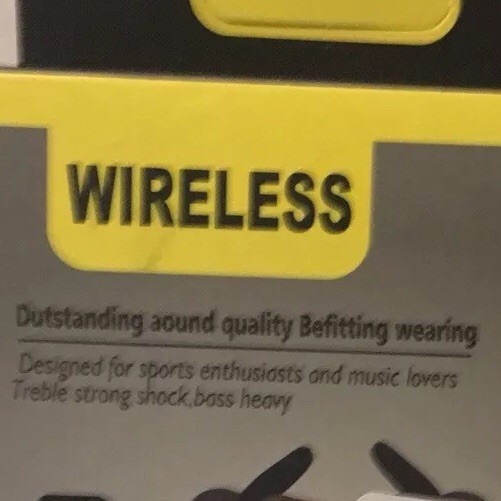 WIRELESS
Dutstanding aound quality Befitting wearing
Designed for sports enthusiasts and music lovers
Treble strong shock,bass heavy